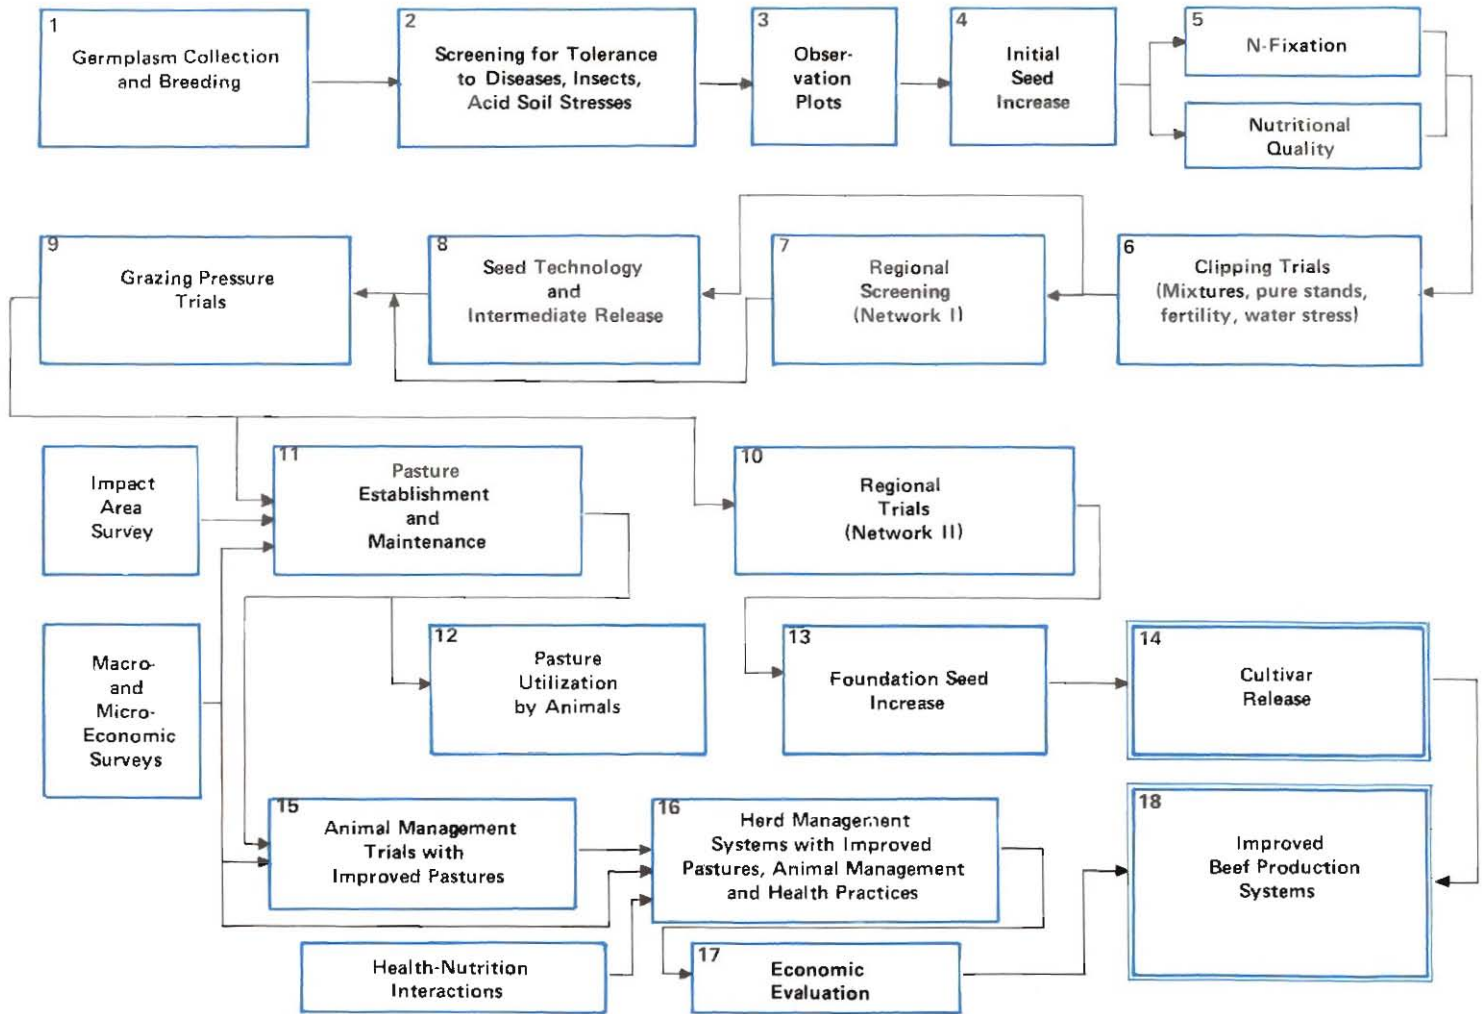 1
Germplasm Collection
and Breeding
2
Screening for Tolerance
to Diseases, Insects,
Acid Soil Stresses
3
Obser-
vation
Plots
4
Initial
Seed
Increase
5
N-Fixation
Nutritional
Quality
9
Grazing Pressure
Trials
8
Seed Technology
and
Intermediate Release
7
Regional
Screening
(Network I)
6
Clipping Trials
(Mixtures, pure stands,
fertility, water stress)
Impact
Area
Survey
11
Pasture
Establishment
and
Maintenance
10
Regional
Trials
(Network II)
Macro-
and
Micro-
Economic
Surveys
12
Pasture
Utilization
by Animals
13
Foundation Seed
Increase
14
Cultivar
Release
15
Animal Management
Trials with
Improved Pastures
16
Herd Management
Systems with Improved
Pastures, Animal Management
and Health Practices
18
Improved
Beef Production
Systems
Health-Nutrition
Interactions
17
Economic
Evaluation